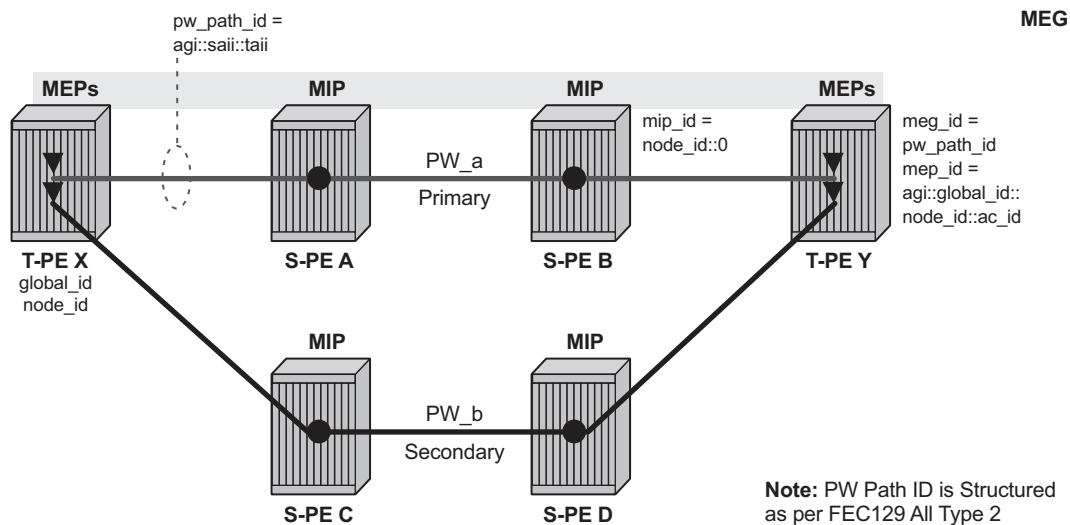 pw_path_id =
agi::saii::taii
MEG
MEPs
MIP
MIP
MEPs
mip_id =
node_id::0
meg_id =
pw_path_id
mep_id =
agi::global_id::
node_id::ac_id
PW_a
Primary
T-PE X
global_id
node_id
S-PE A
S-PE B
T-PE Y
MIP
MIP
PW_b
Secondary
S-PE C
S-PE D
Note: PW Path ID is Structured
as per FEC129 All Type 2